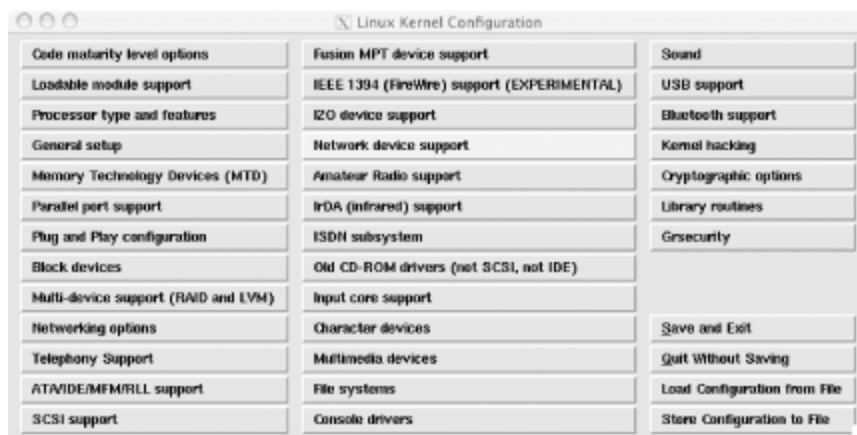 X Linux Kernel Configuration
Code maturity level options
Loadable module support
Processor type and features
General setup
Memory Technology Devices (MTD)
Parallel port support
Plug and Play configuration
Block devices
Multi-device support (RAID and LVM)
Networking options
Telephony Support
ATA/IDE/MFM/RLL support
SCSI support
Fusion MPT device support
IEEE 1394 (FireWire) support (EXPERIMENTAL)
I2O device support
Network device support
Amateur Radio support
IrDA (infrared) support
ISDN subsystem
Old CD-ROM drivers (not SCSI, not IDE)
Input core support
Character devices
Multimedia devices
File systems
Console drivers
Sound
USB support
Bluetooth support
Kernel hacking
Cryptographic options
Library routines
Grsecurity
Save and Exit
Quit Without Saving
Load Configuration from File
Store Configuration to File